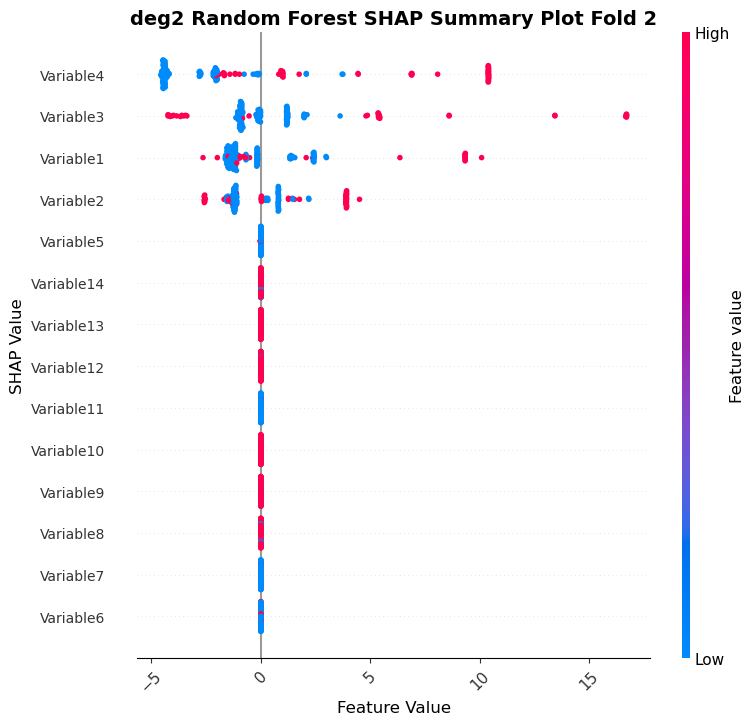 deg2 Random Forest SHAP Summary Plot Fold 2
High
Variable4
Variable3
Variable1
Variable2
Variable5
Variable14
Variable13
Variable12
Variable11
Variable10
Variable9
Variable8
Variable7
Variable6
SHAP Value
Feature value
Low
−5
0
5
10
15
Feature Value